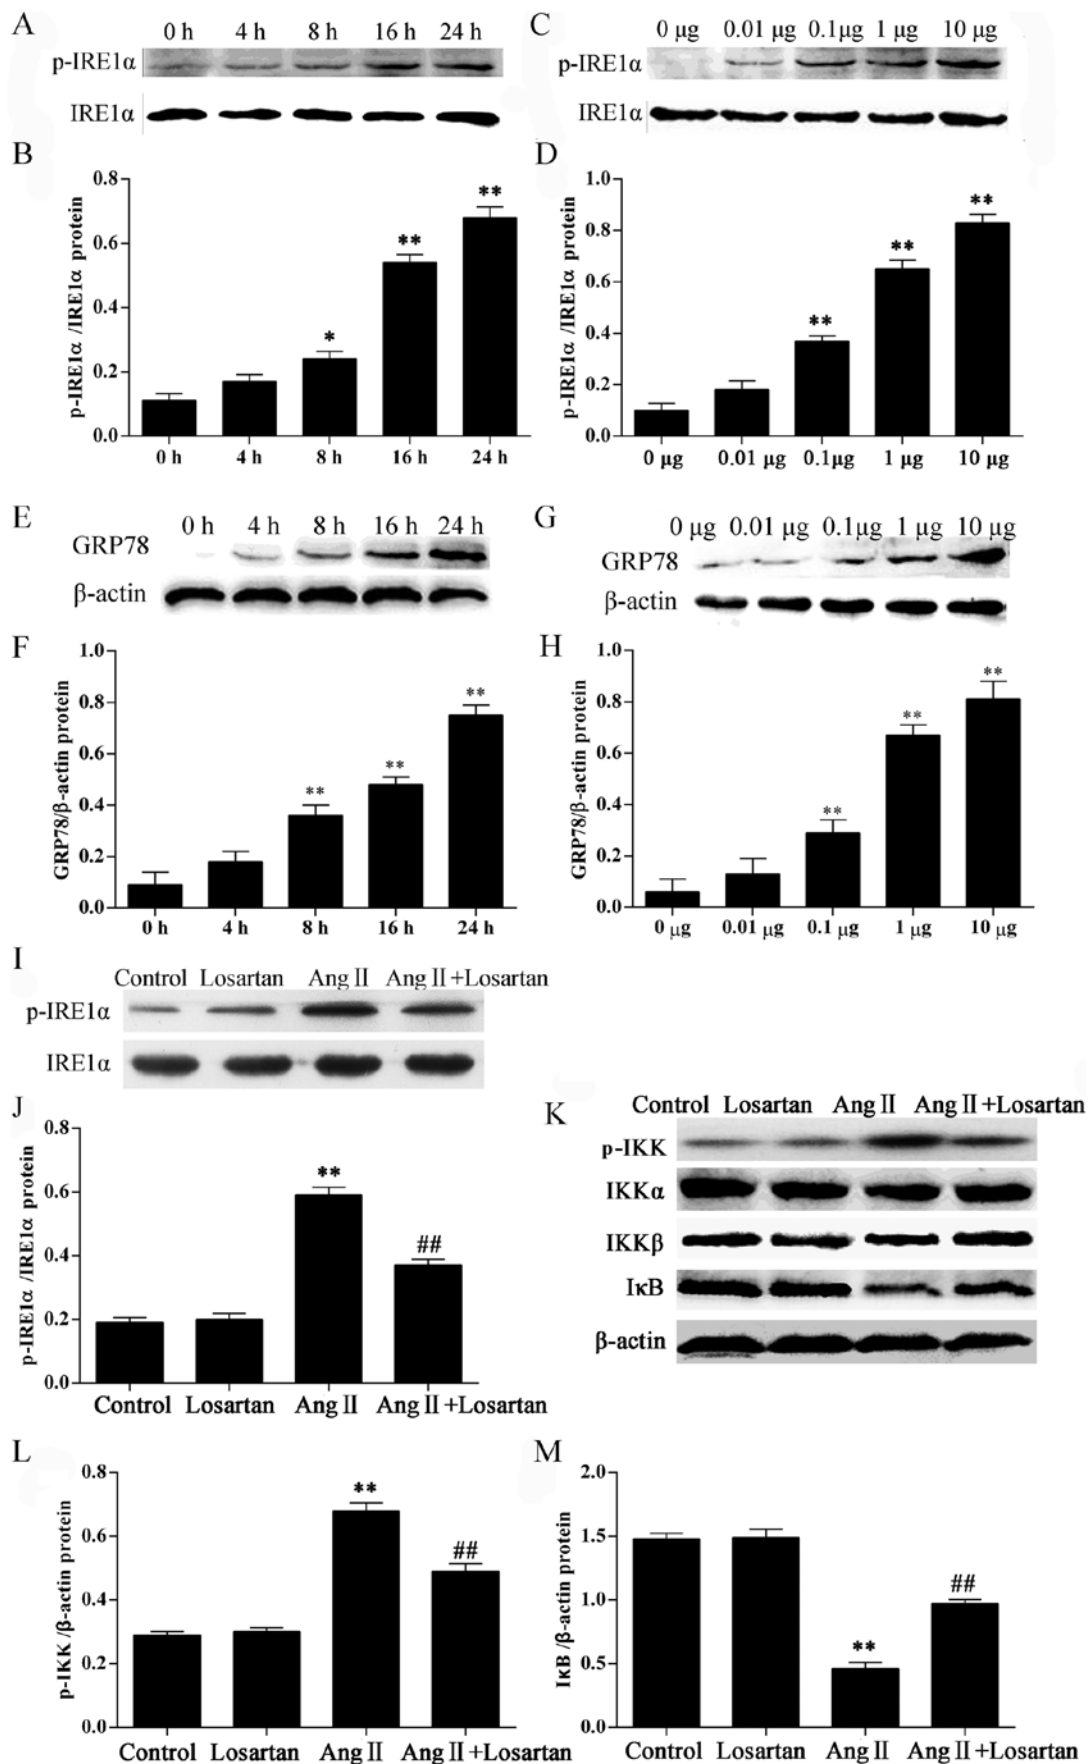 A
0 h 4 h 8 h 16 h 24 h
p-IRE1α
IRE1α
C
0 μg 0.01 μg 0.1μg 1 μg 10 μg
p-IRE1α
IRE1α
B
p-IRE1α /IRE1α protein
0.8
0.6
0.4
0.2
0.0
*
**
**
0 h 4 h 8 h 16 h 24 h
D
p-IRE1α /IRE1α protein
1.0
0.8
0.6
0.4
0.2
0.0
**
**
**
0 μg 0.01 μg 0.1μg 1 μg 10 μg
E
0 h 4 h 8 h 16 h 24 h
GRP78
β-actin
G
0 μg 0.01 μg 0.1μg 1 μg 10 μg
GRP78
β-actin
F
GRP78/β-actin protein
1.0
0.8
0.6
0.4
0.2
0.0
**
**
**
0 h 4 h 8 h 16 h 24 h
H
GRP78/β-actin protein
1.0
0.8
0.6
0.4
0.2
0.0
**
**
**
0 μg 0.01 μg 0.1 μg 1 μg 10 μg
I
Control Losartan Ang Ⅱ Ang Ⅱ +Losartan
p-IRE1α
IRE1α
J
p-IRE1α /IRE1α protein
0.8
0.6
0.4
0.2
0.0
**
##
Control Losartan Ang Ⅱ Ang Ⅱ +Losartan
K
Control Losartan Ang Ⅱ Ang Ⅱ +Losartan
p-IKK
IKKα
IKKβ
IκB
β-actin
L
p-IKK /β-actin protein
0.8
0.6
0.4
0.2
0.0
**
##
Control Losartan Ang Ⅱ Ang Ⅱ +Losartan
M
IκB /β-actin protein
2.0
1.5
1.0
0.5
0.0
**
##
Control Losartan Ang Ⅱ Ang Ⅱ +Losartan